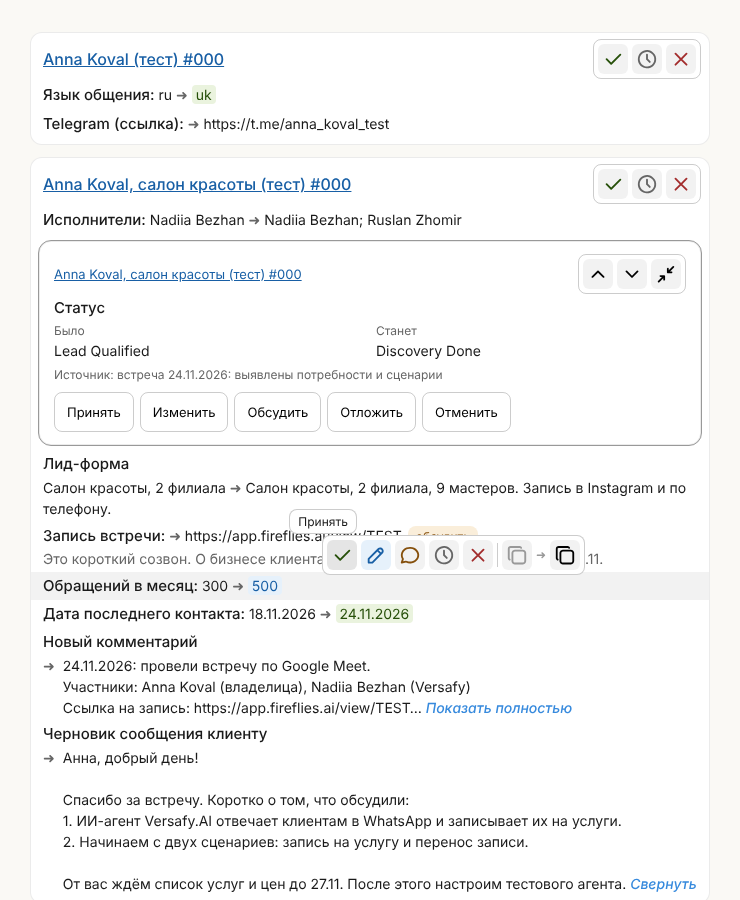 Anna Koval (тест) #000
Язык общения: ru → uk
Telegram (ссылка): → https://t.me/anna_koval_test
Anna Koval, салон красоты (тест) #000
Исполнители: Nadiia Bezhan → Nadiia Bezhan; Ruslan Zhomir
Anna Koval, салон красоты (тест) #000
Статус
Было Станет
Lead Qualified Discovery Done
Источник: встреча 24.11.2026: выявлены потребности и сценарии
Принять Изменить Обсудить Отложить Отменить
Лид-форма
Салон красоты, 2 филиала → Салон красоты, 2 филиала, 9 мастеров. Запись в Instagram и по
телефону.
Принять
Запись встречи: → https://app.fireflies.ai/view/TEST
Это короткий созвон. О бизнесе клиента .11.
Обращений в месяц: 300 → 500
Дата последнего контакта: 18.11.2026 → 24.11.2026
Новый комментарий
→ 24.11.2026: провели встречу по Google Meet.
Участники: Anna Koval (владелица), Nadiia Bezhan (Versafy)
Ссылка на запись: https://app.fireflies.ai/view/TEST... Показать полностью
Черновик сообщения клиенту
→ Анна, добрый день!
Спасибо за встречу. Коротко о том, что обсудили:
1. ИИ-агент Versafy.AI отвечает клиентам в WhatsApp и записывает их на услуги.
2. Начинаем с двух сценариев: запись на услугу и перенос записи.
От вас ждём список услуг и цен до 27.11. После этого настроим тестового агента. Свернуть